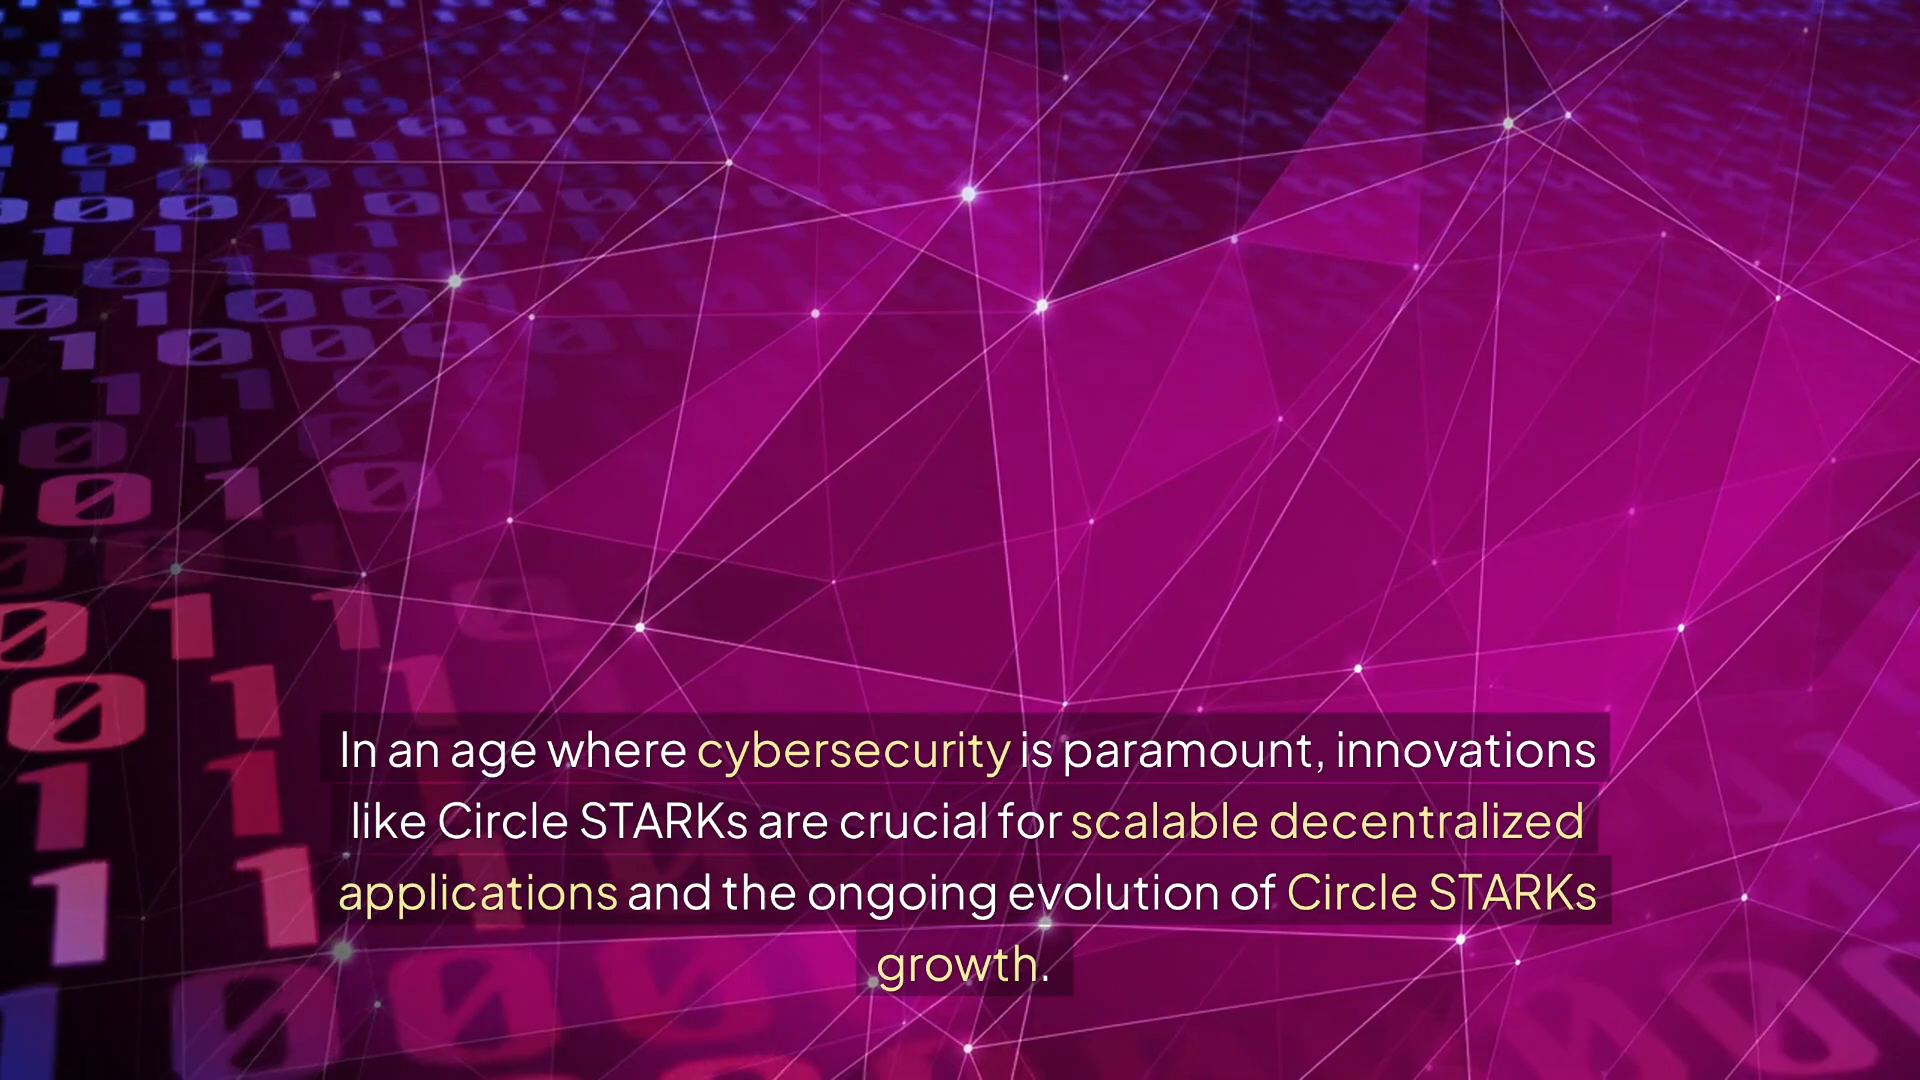 In an age where cybersecurity is paramount, innovations
like Circle STARKs are crucial for scalable decentralized
applications and the ongoing evolution of Circle STARKs
growth.